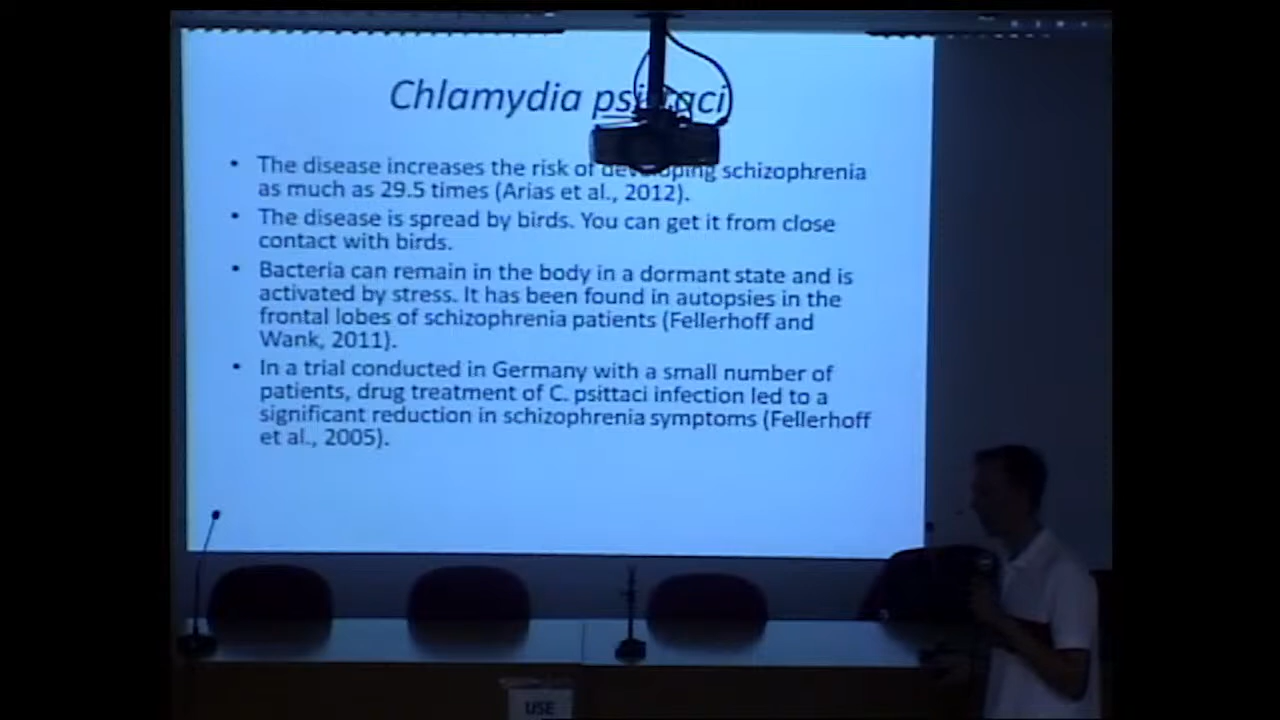 Chlamydia psittaci
• The disease increases the risk of developing schizophrenia
as much as 29.5 times (Arias et al., 2012).
• The disease is spread by birds. You can get it from close
contact with birds.
• Bacteria can remain in the body in a dormant state and is
activated by stress. It has been found in autopsies in the
frontal lobes of schizophrenia patients (Fellerhoff and
Wank, 2011).
• In a trial conducted in Germany with a small number of
patients, drug treatment of C. psittaci infection led to a
significant reduction in schizophrenia symptoms (Fellerhoff
et al., 2005).
USE